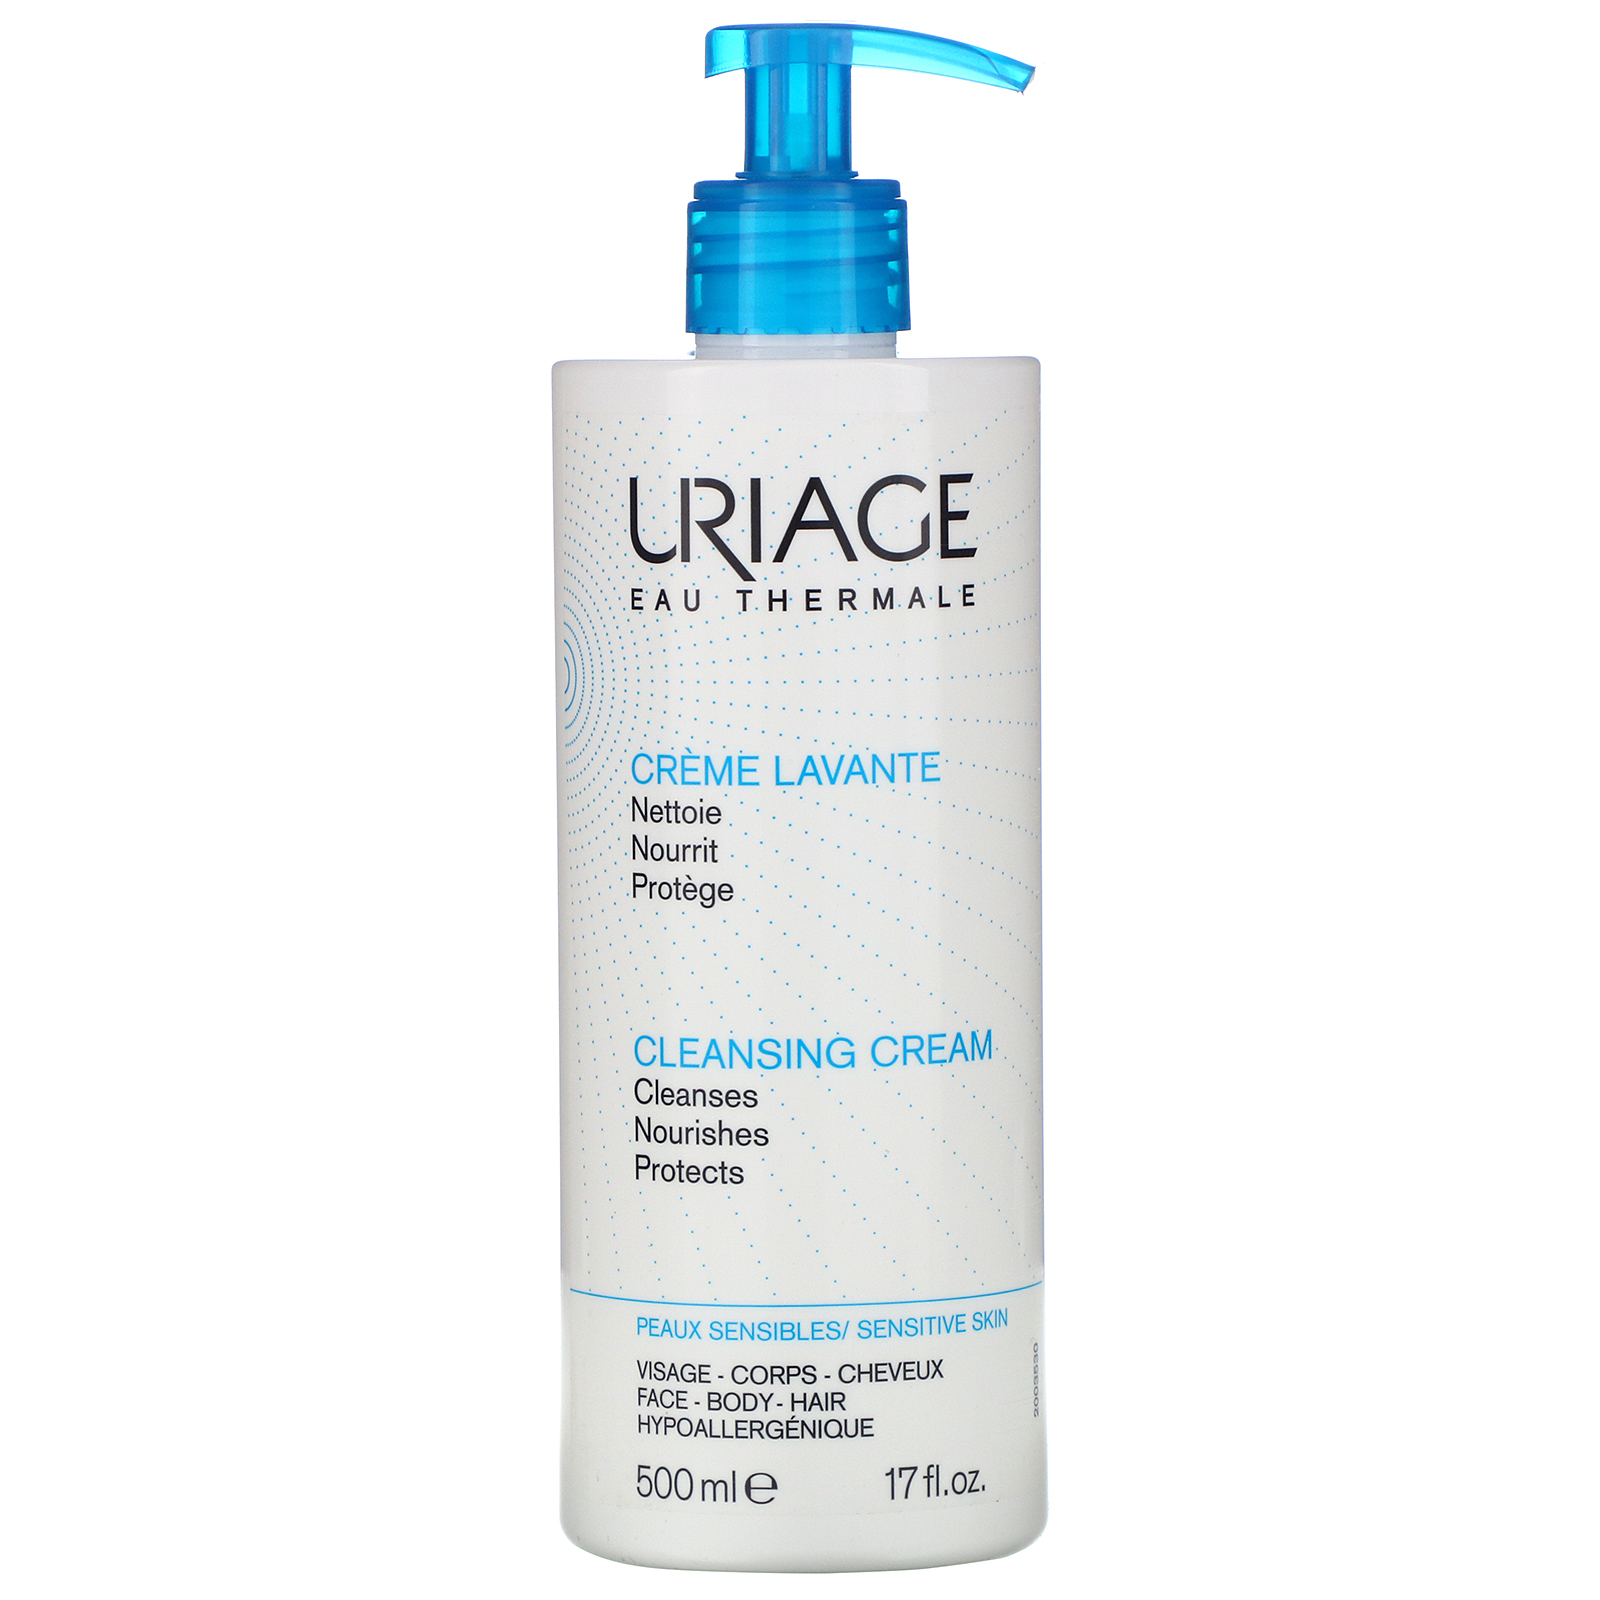 URIAGE
EAU THERMALE
CRÈME LAVANTE
Nettoie
Nourrit
Protège
CLEANSING CREAM
Cleanses
Nourishes
Protects
PEAUX SENSIBLES/ SENSITIVE SKIN
VISAGE - CORPS - CHEVEUX
FACE - BODY - HAIR
HYPOALLERGÉNIQUE
500 ml ℮ 17 fl.oz.